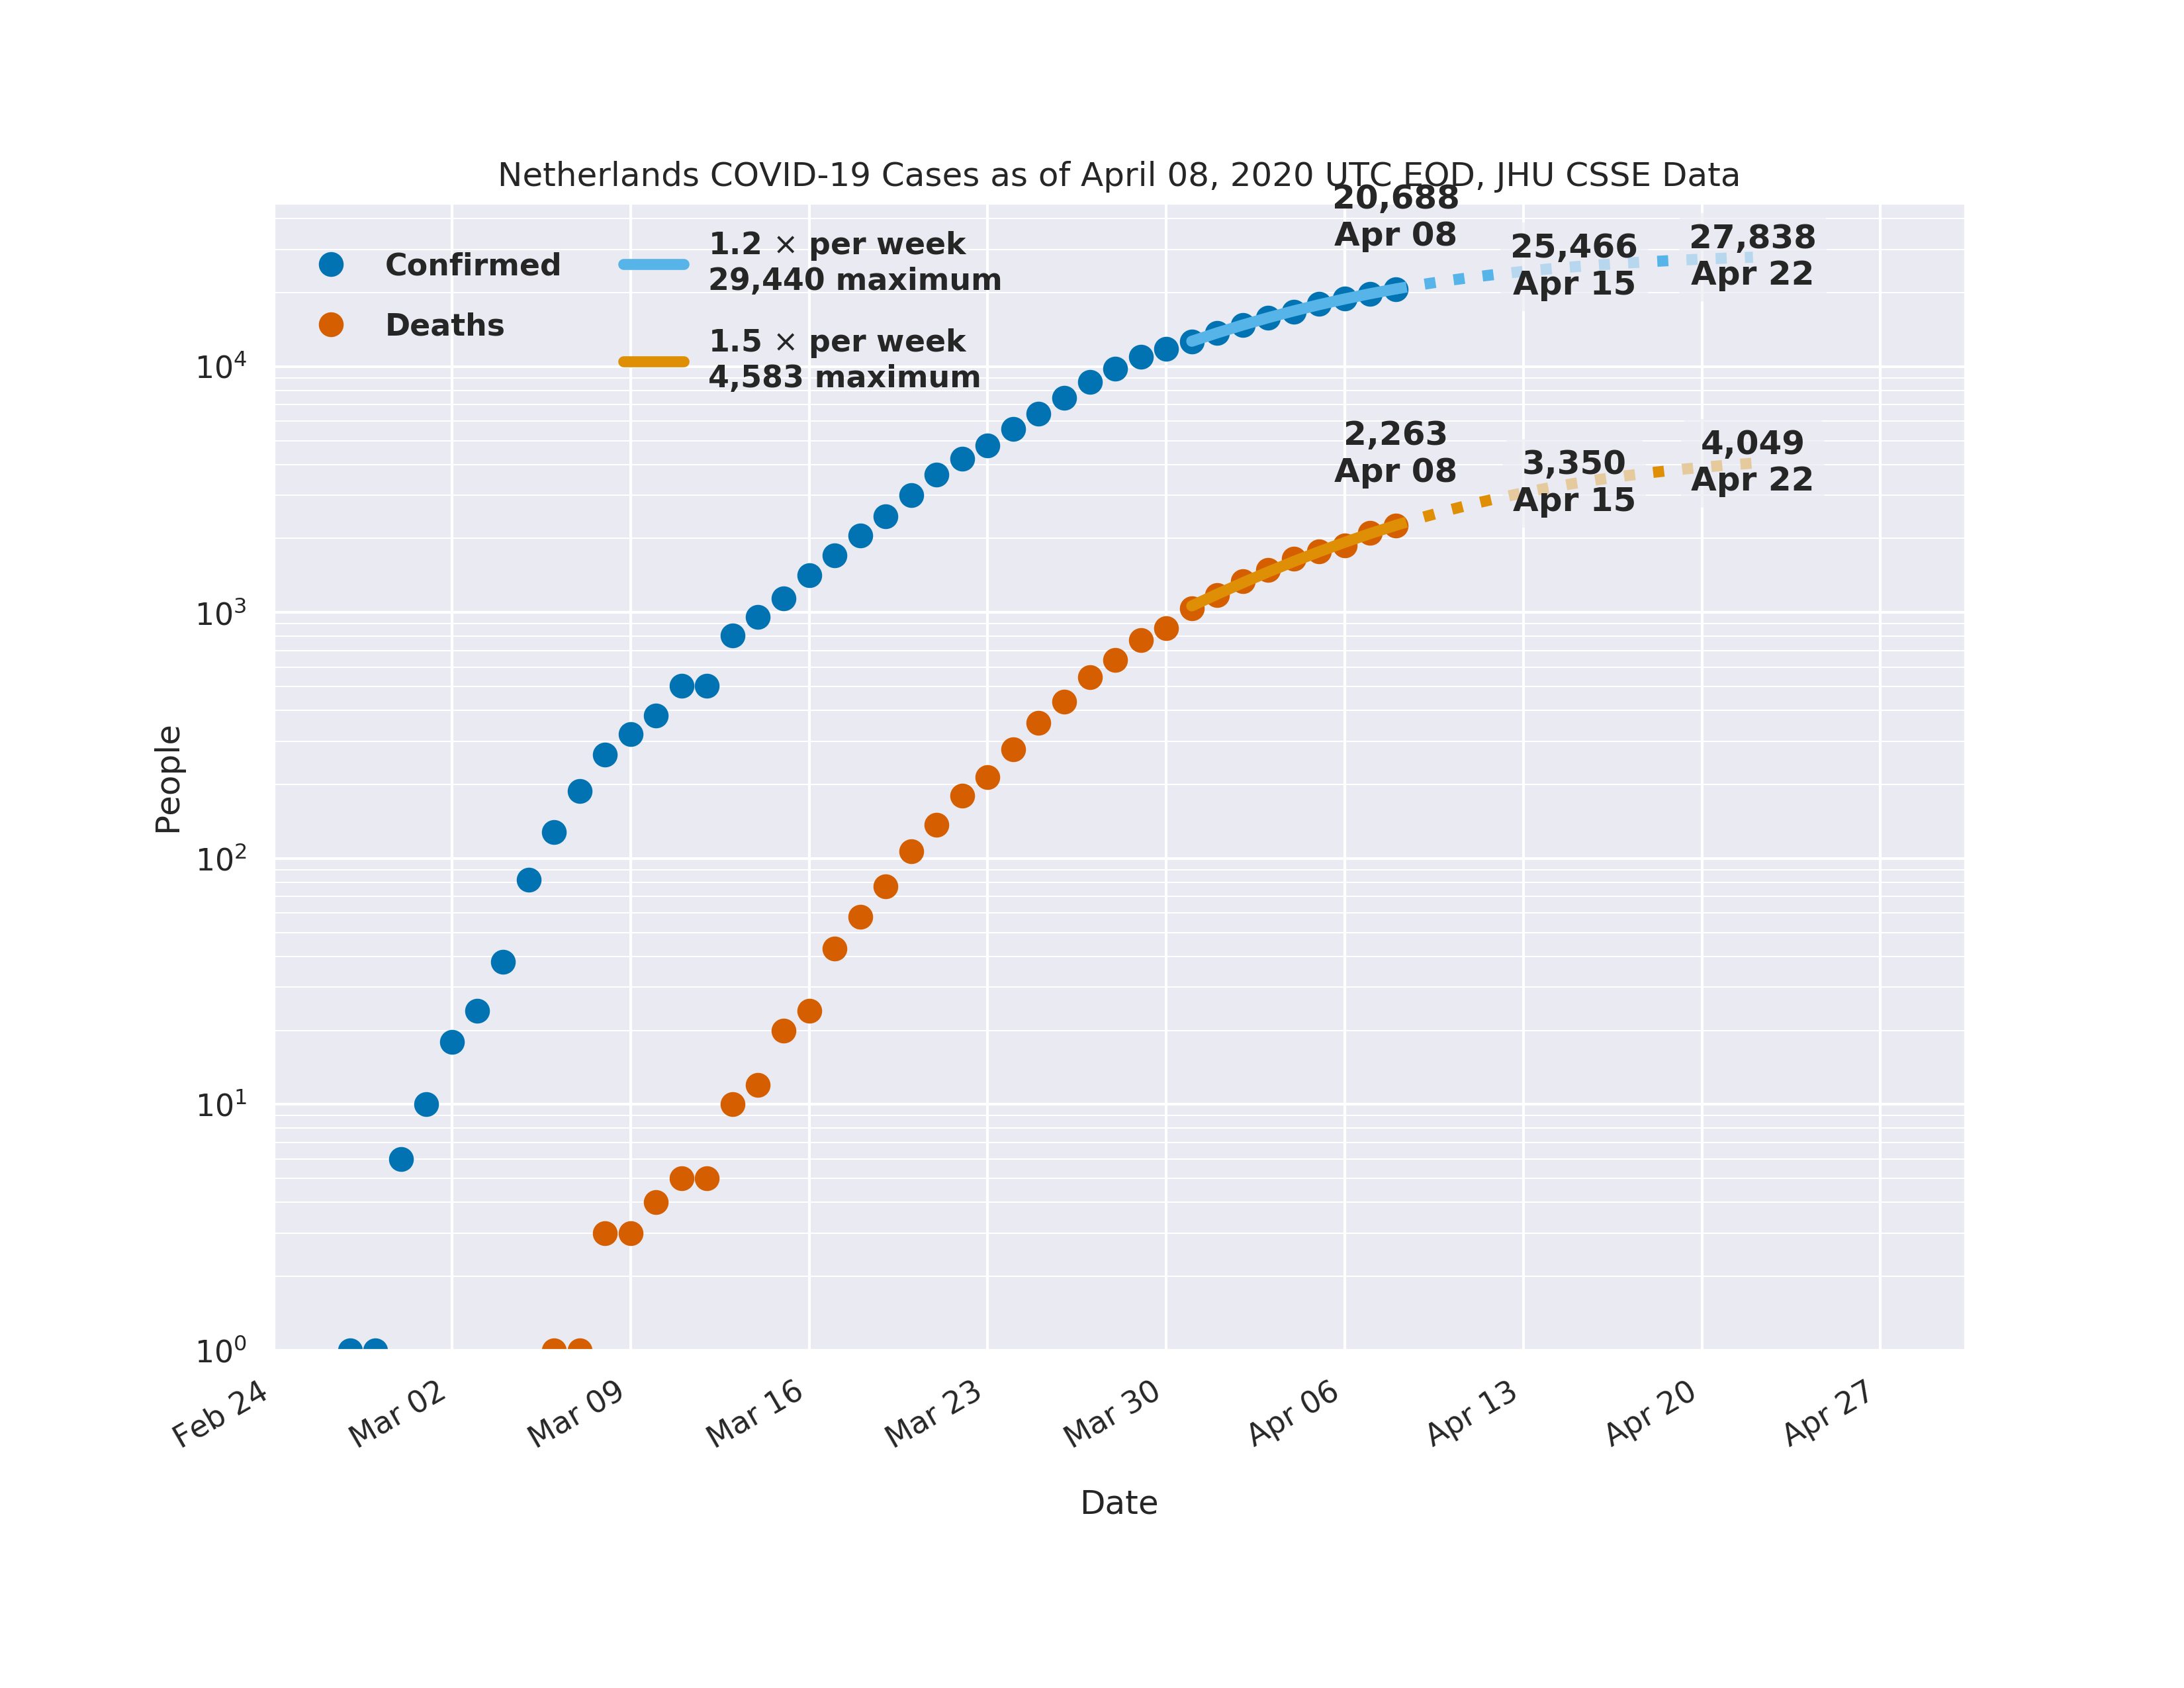 Netherlands COVID-19 Cases as of April 08, 2020 UTC EOD, JHU CSSE Data
20,688
Apr 08
25,466
Apr 15
27,838
Apr 22
Confirmed
Deaths
1.2 × per week
29,440 maximum
1.5 × per week
4,583 maximum
2,263
Apr 08
3,350
Apr 15
4,049
Apr 22
People
10⁴
10³
10²
10¹
10⁰
Feb 24
Mar 02
Mar 09
Mar 16
Mar 23
Mar 30
Apr 06
Apr 13
Apr 20
Apr 27
Date